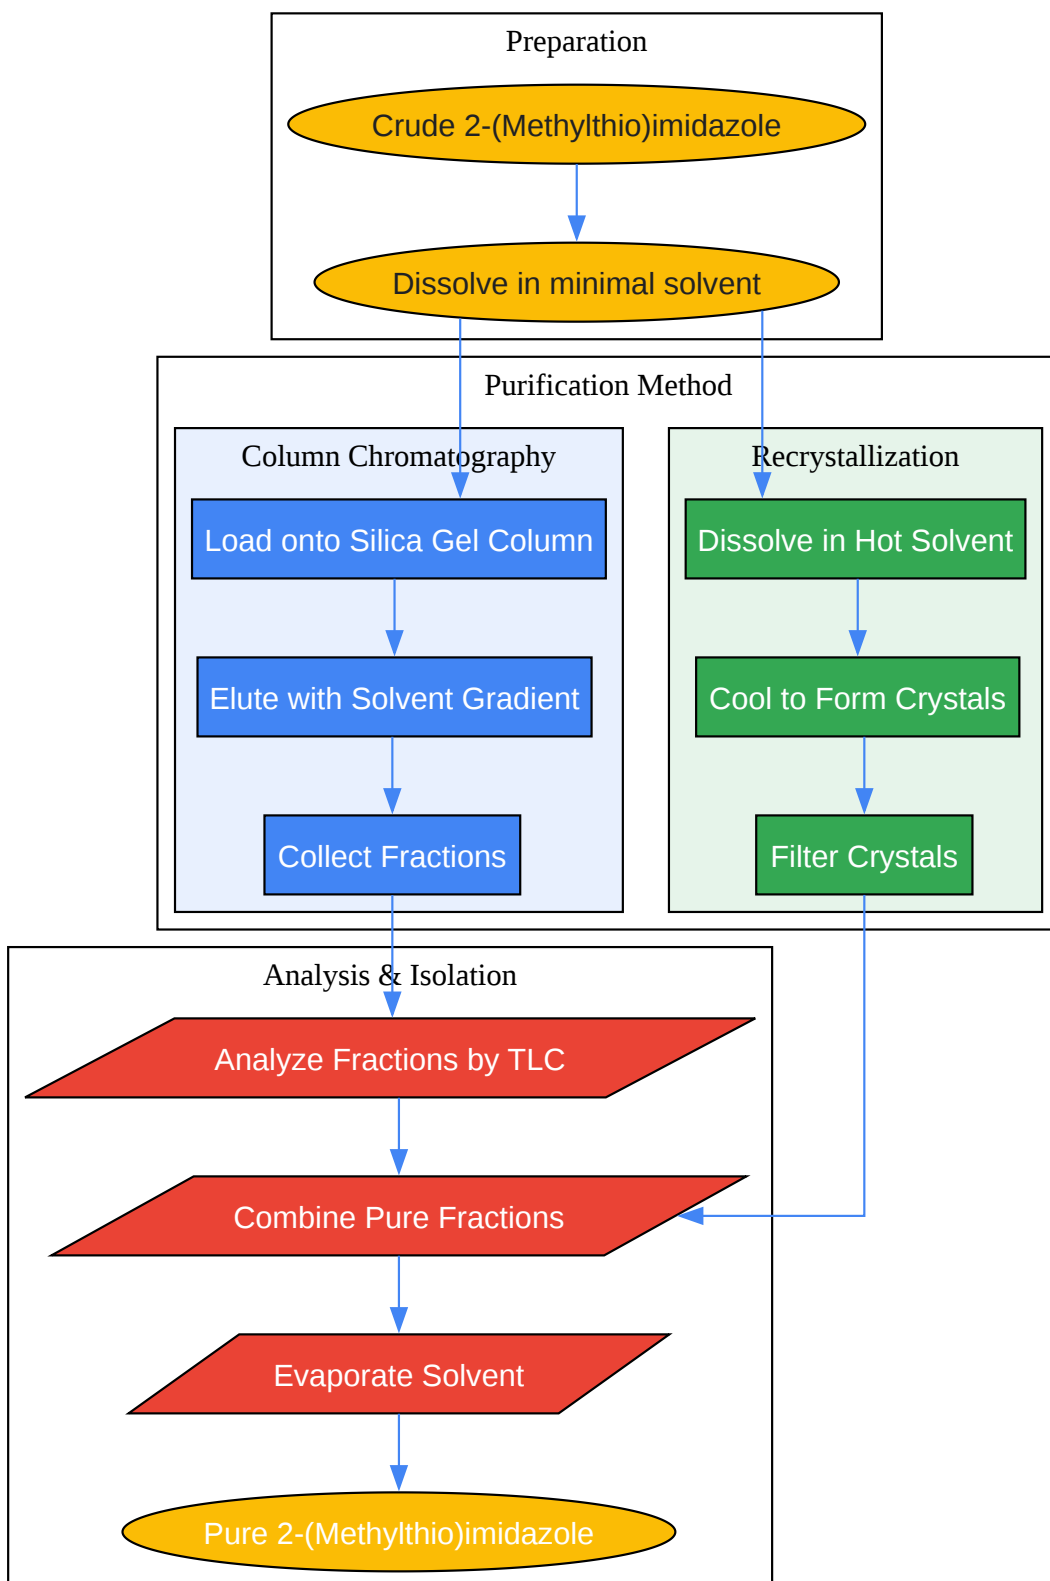 Preparation
Crude 2-(Methylthio)imidazole
Dissolve in minimal solvent
Purification Method
Column Chromatography
Load onto Silica Gel Column
Elute with Solvent Gradient
Collect Fractions
Recrystallization
Dissolve in Hot Solvent
Cool to Form Crystals
Filter Crystals
Analysis & Isolation
Analyze Fractions by TLC
Combine Pure Fractions
Evaporate Solvent
Pure 2-(Methylthio)imidazole